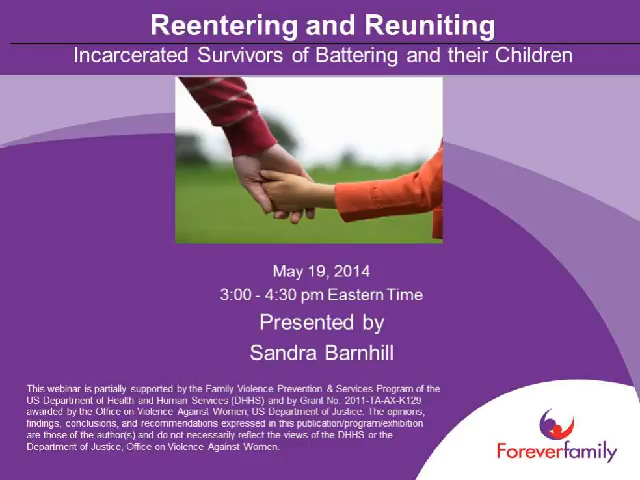 Reentering and Reuniting
Incarcerated Survivors of Battering and their Children
May 19, 2014
3:00 - 4:30 pm Eastern Time
Presented by
Sandra Barnhill
This webinar is partially supported by the Family Violence Prevention & Services Program of the
US Department of Health and Human Services (DHHS) and by Grant No. 2011-TA-AX-K129
awarded by the Office on Violence Against Women, US Department of Justice. The opinions,
findings, conclusions, and recommendations expressed in this publication/program/exhibition
are those of the author(s) and do not necessarily reflect the views of the DHHS or the
Department of Justice, Office on Violence Against Women.
Foreverfamily